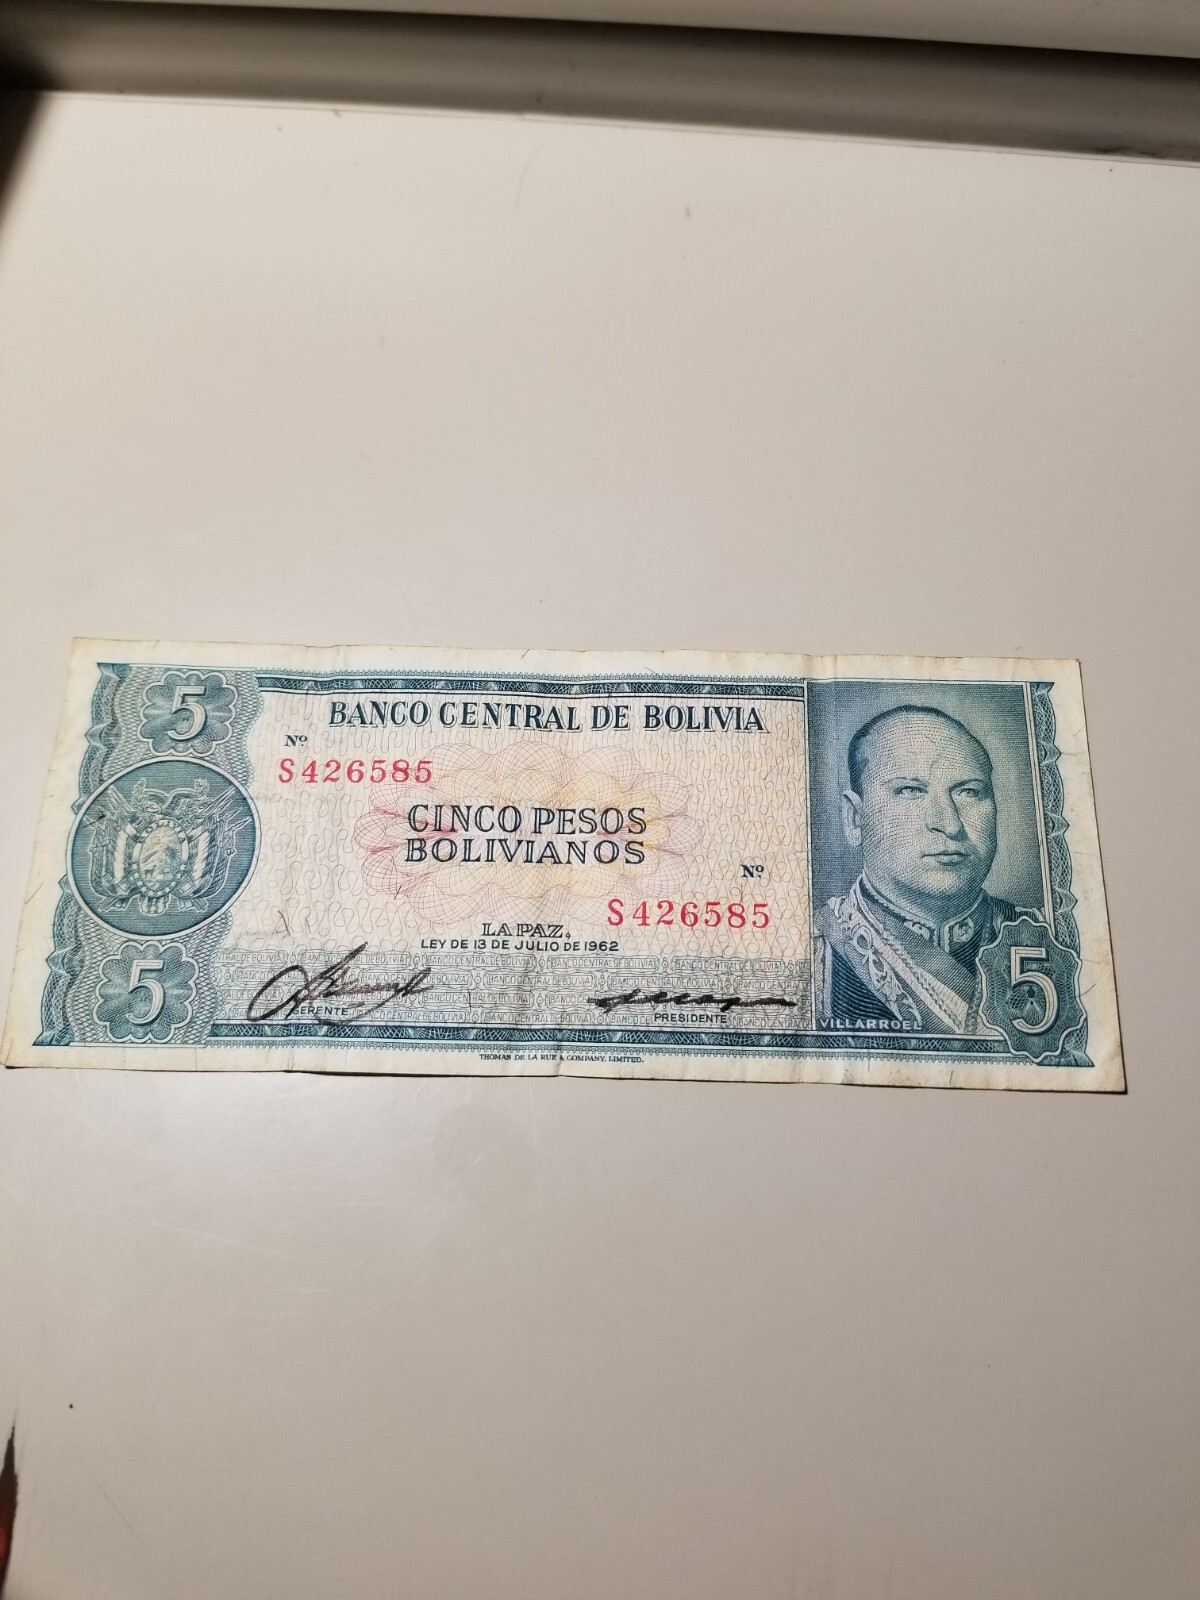 5
BANCO CENTRAL DE BOLIVIA
Nº
S426585
CINCO PESOS
BOLIVIANOS
Nº
S426585
LA PAZ,
LEY DE 13 DE JULIO DE 1962
5
GERENTE
PRESIDENTE
VILLARROEL
5
THOMAS DE LA RUE & COMPANY, LIMITED.